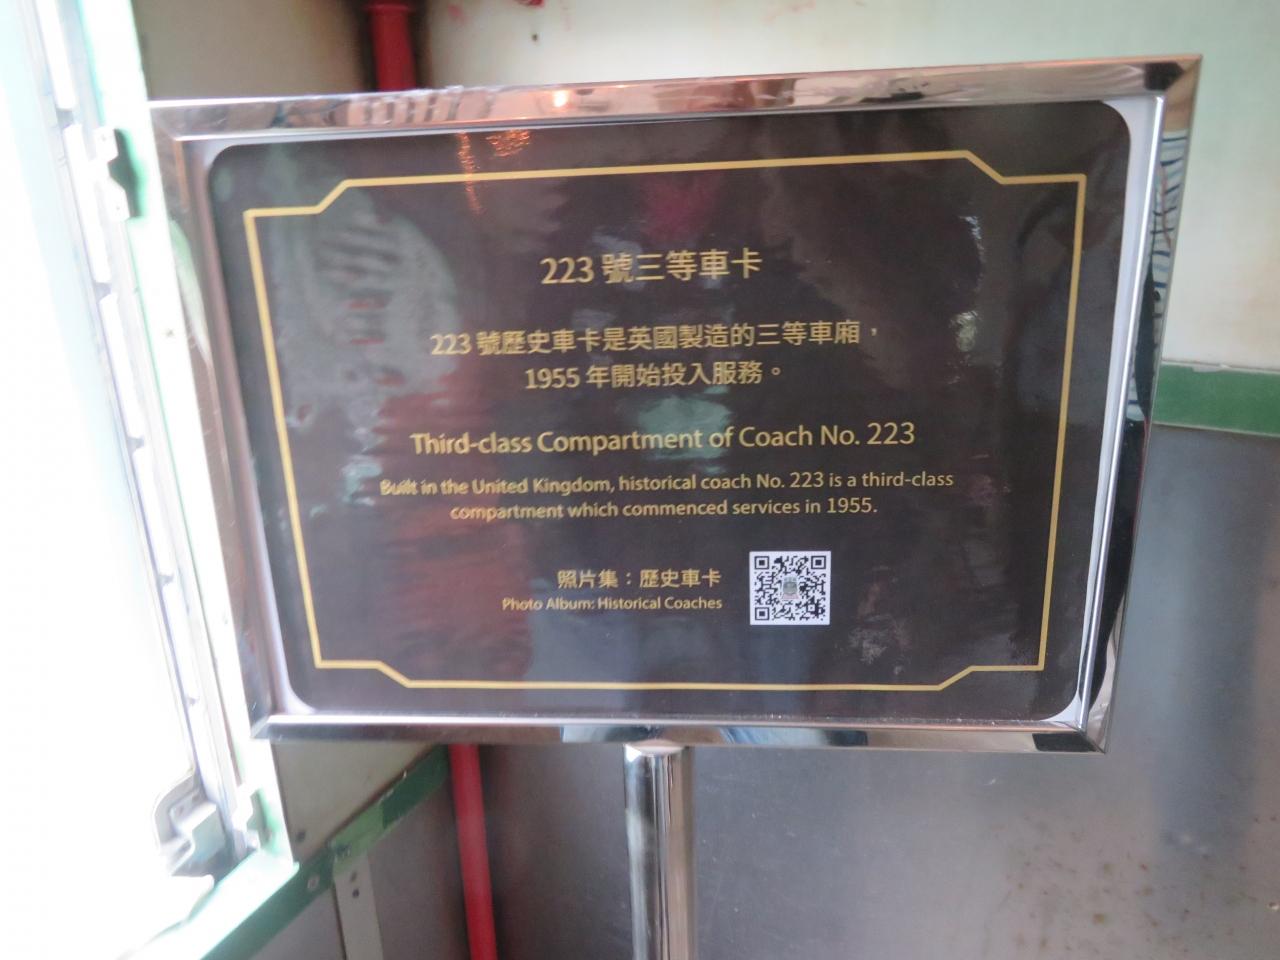 223 號三等車卡
223 號歷史車卡是英國製造的三等車廂，
1955 年開始投入服務。
Third-class Compartment of Coach No. 223
Built in the United Kingdom, historical coach No. 223 is a third-class
compartment which commenced services in 1955.
照片集：歷史車卡
Photo Album: Historical Coaches